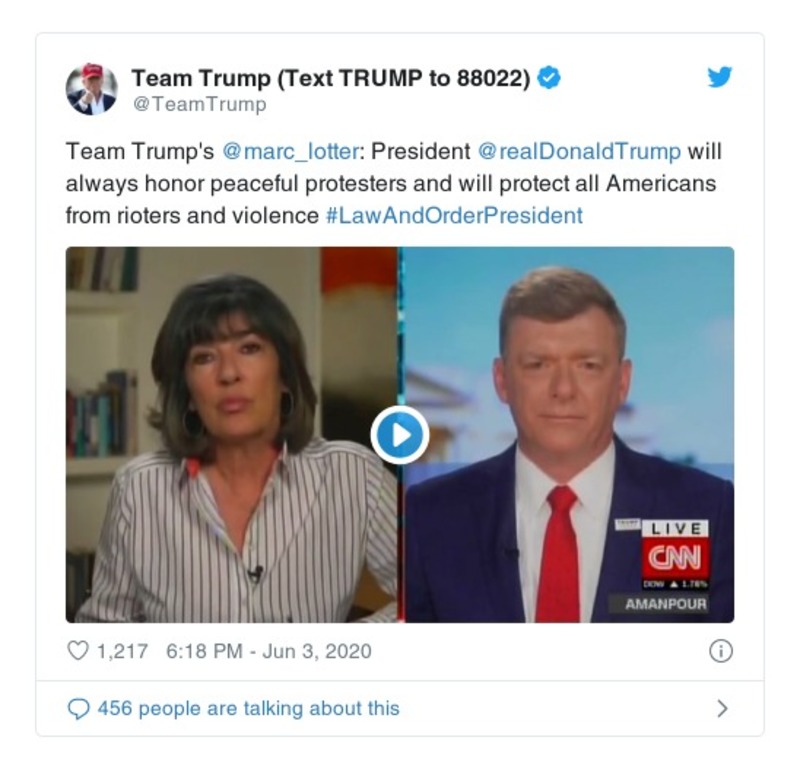 Team Trump (Text TRUMP to 88022)
@TeamTrump
Team Trump's @marc_lotter: President @realDonaldTrump will
always honor peaceful protesters and will protect all Americans
from rioters and violence #LawAndOrderPresident
TRUMP
LIVE
CNN
DOW ▲ 1.78%
AMANPOUR
1,217 6:18 PM - Jun 3, 2020
456 people are talking about this